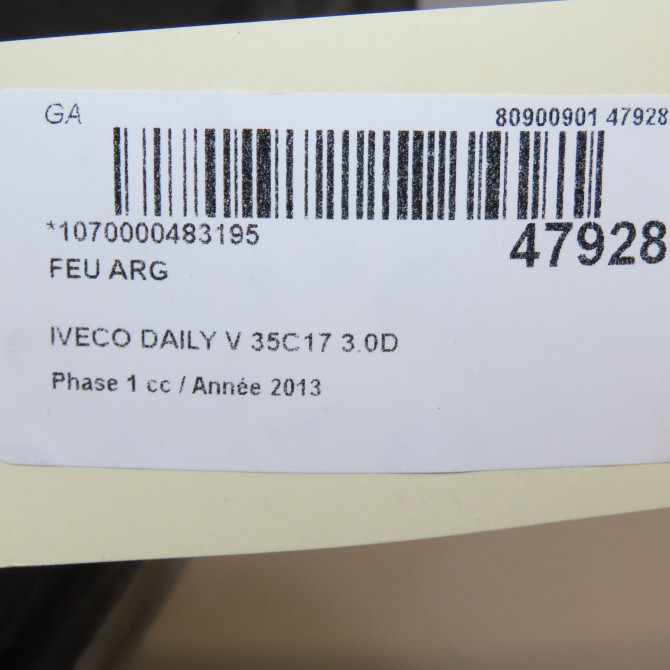 GA 80900901 47928
*1070000483195 47928
FEU ARG
IVECO DAILY V 35C17 3.0D
Phase 1 cc / Année 2013